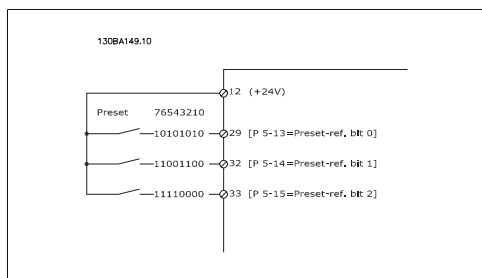 130BA149.10
12 (+24V)
Preset 76543210
10101010 29 [P 5-13=Preset-ref. bit 0]
11001100 32 [P 5-14=Preset-ref. bit 1]
11110000 33 [P 5-15=Preset-ref. bit 2]